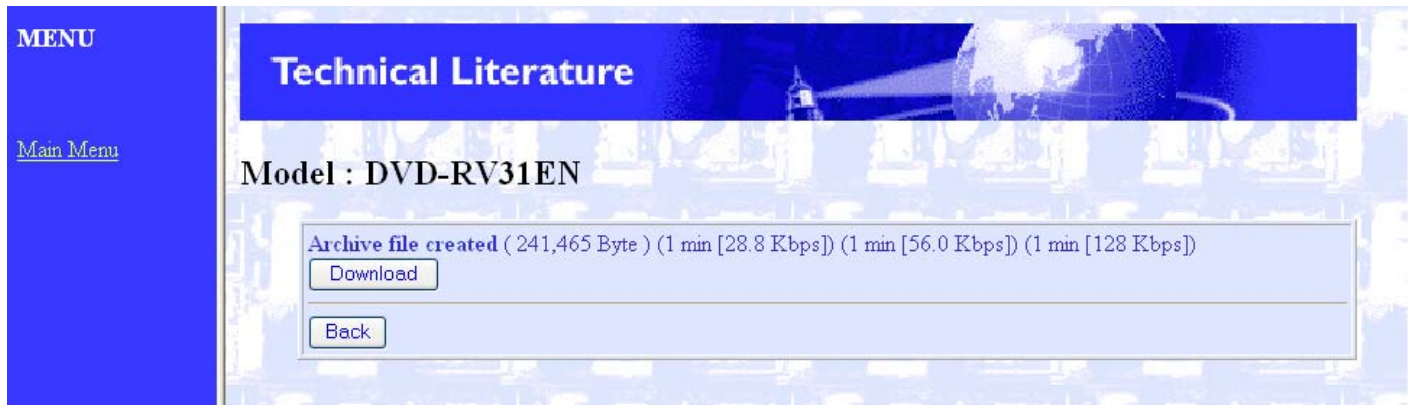 MENU
Main Menu
Technical Literature
Model : DVD-RV31EN
Archive file created ( 241,465 Byte ) (1 min [28.8 Kbps]) (1 min [56.0 Kbps]) (1 min [128 Kbps])
Download
Back